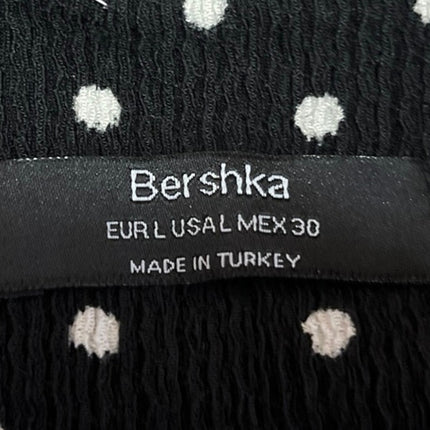 Bershka
EUR L USA L MEX 30
MADE IN TURKEY